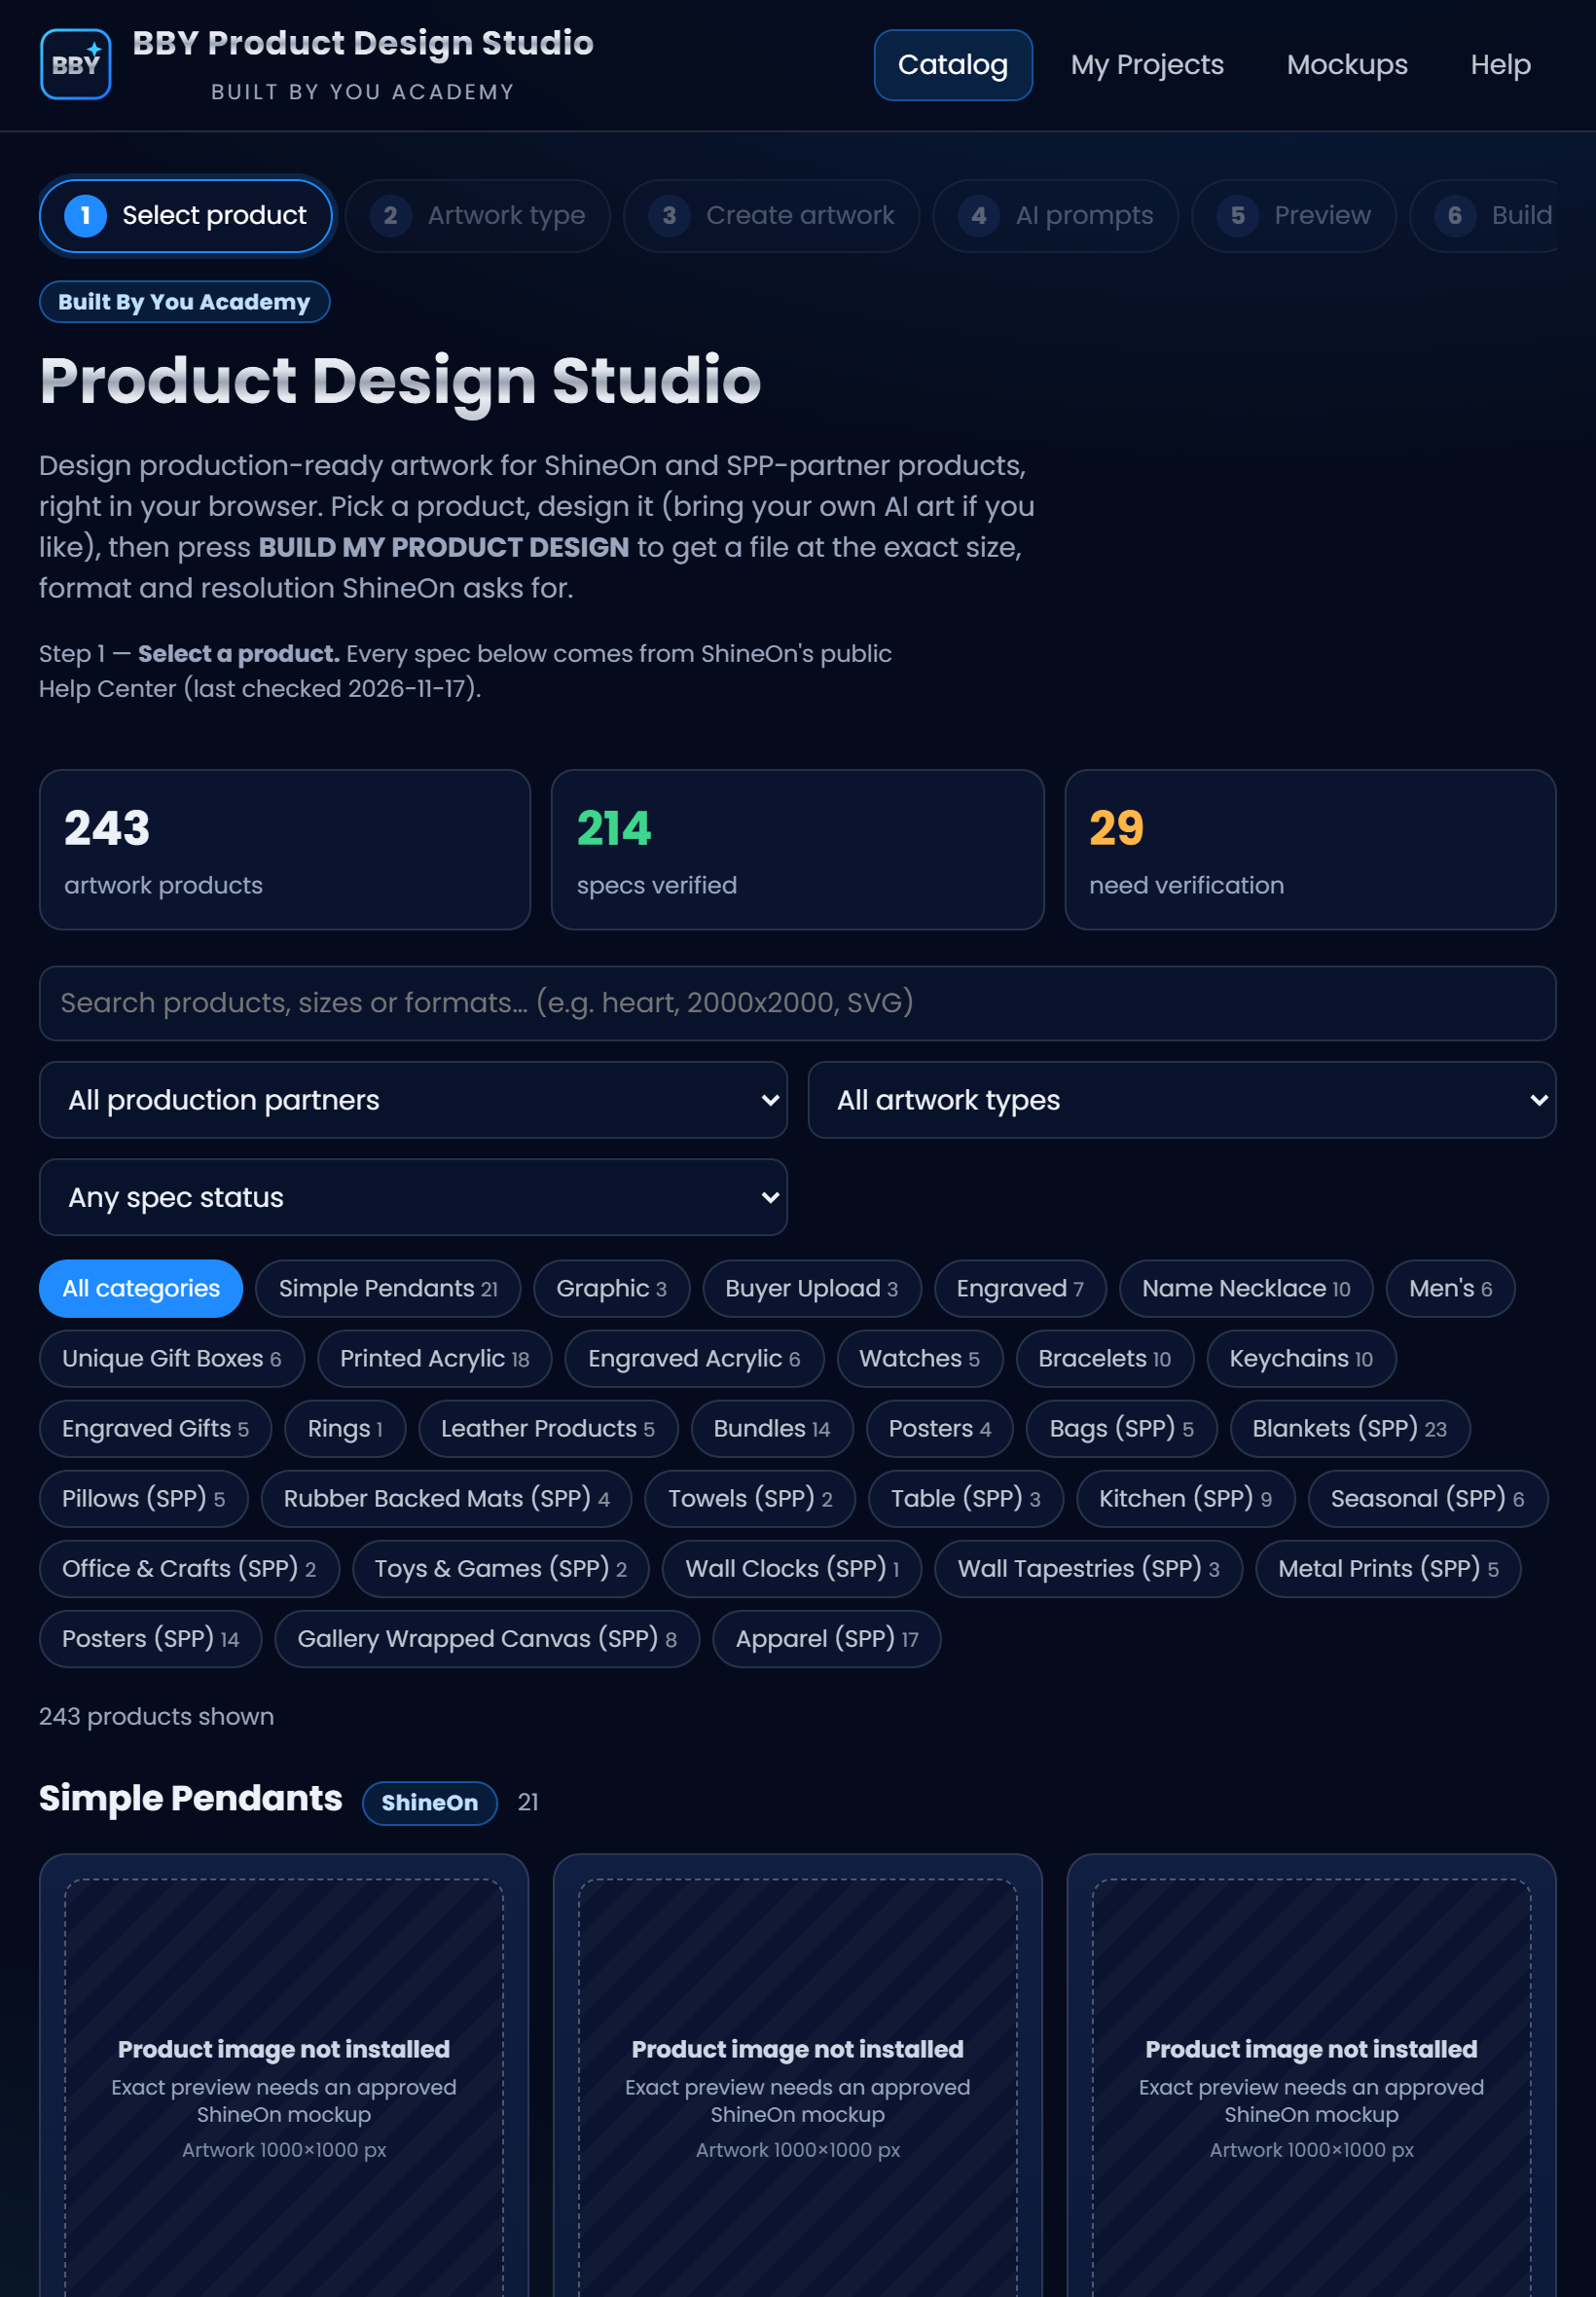 BBY
BBY Product Design Studio
BUILT BY YOU ACADEMY
Catalog
My Projects
Mockups
Help
1 Select product
2 Artwork type
3 Create artwork
4 AI prompts
5 Preview
6 Build
Built By You Academy
Product Design Studio
Design production-ready artwork for ShineOn and SPP-partner products,
right in your browser. Pick a product, design it (bring your own AI art if you
like), then press BUILD MY PRODUCT DESIGN to get a file at the exact size,
format and resolution ShineOn asks for.
Step 1 — Select a product. Every spec below comes from ShineOn's public
Help Center (last checked 2026-11-17).
243
artwork products
214
specs verified
29
need verification
Search products, sizes or formats... (e.g. heart, 2000x2000, SVG)
All production partners
All artwork types
Any spec status
All categories
Simple Pendants 21
Graphic 3
Buyer Upload 3
Engraved 7
Name Necklace 10
Men's 6
Unique Gift Boxes 6
Printed Acrylic 18
Engraved Acrylic 6
Watches 5
Bracelets 10
Keychains 10
Engraved Gifts 5
Rings 1
Leather Products 5
Bundles 14
Posters 4
Bags (SPP) 5
Blankets (SPP) 23
Pillows (SPP) 5
Rubber Backed Mats (SPP) 4
Towels (SPP) 2
Table (SPP) 3
Kitchen (SPP) 9
Seasonal (SPP) 6
Office & Crafts (SPP) 2
Toys & Games (SPP) 2
Wall Clocks (SPP) 1
Wall Tapestries (SPP) 3
Metal Prints (SPP) 5
Posters (SPP) 14
Gallery Wrapped Canvas (SPP) 8
Apparel (SPP) 17
243 products shown
Simple Pendants ShineOn 21
Product image not installed
Exact preview needs an approved
ShineOn mockup
Artwork 1000×1000 px
Product image not installed
Exact preview needs an approved
ShineOn mockup
Artwork 1000×1000 px
Product image not installed
Exact preview needs an approved
ShineOn mockup
Artwork 1000×1000 px